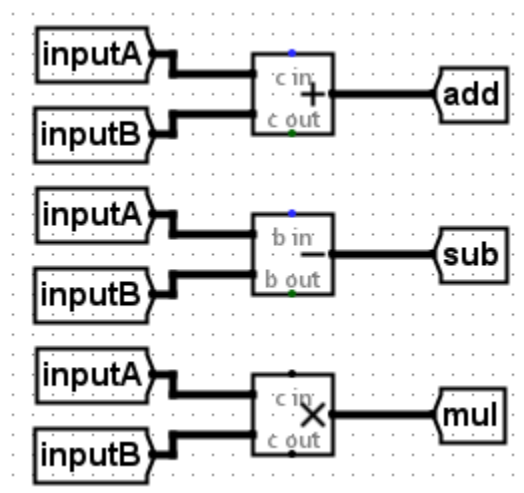 inputA
c in
+
add
inputB
c out
inputA
b in
−
sub
inputB
b out
inputA
c in
×
mul
inputB
c out